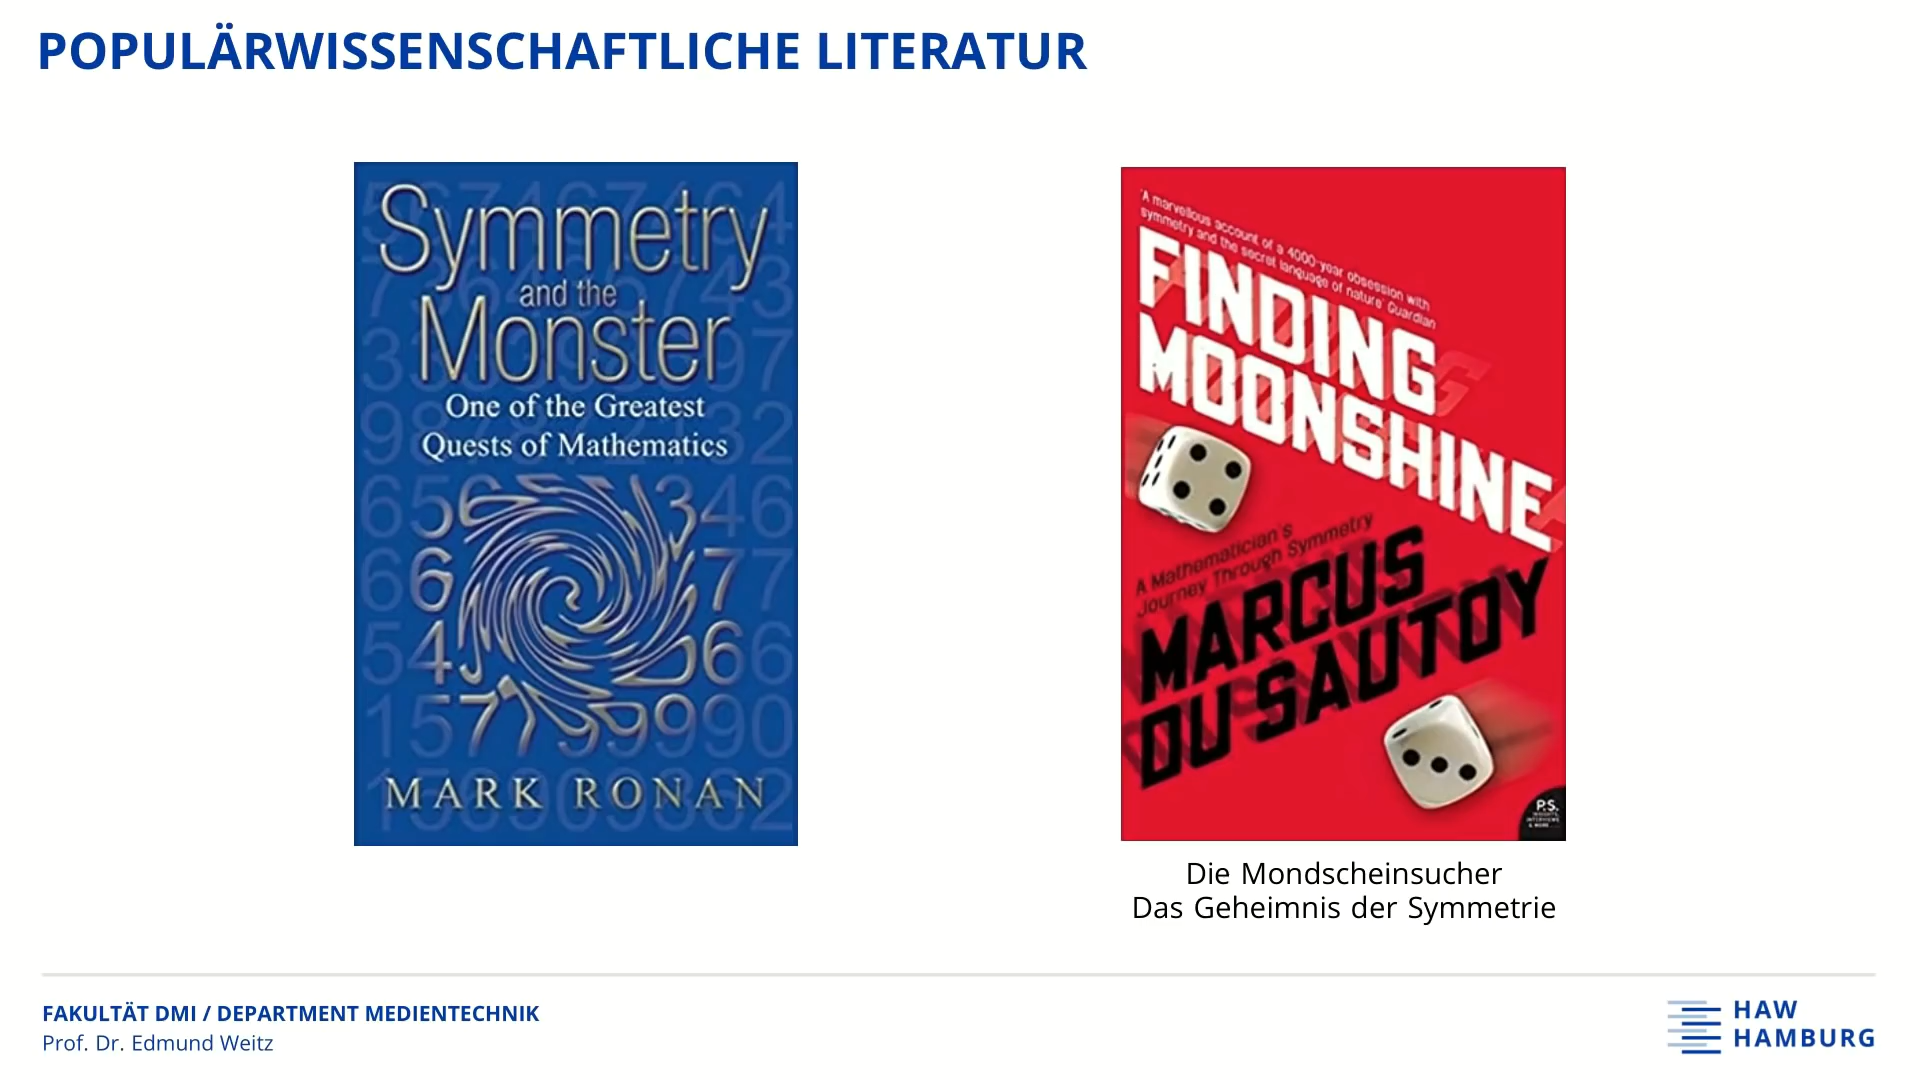 POPULÄRWISSENSCHAFTLICHE LITERATUR
Symmetry
and the
Monster
One of the Greatest
Quests of Mathematics
MARK RONAN
'A marvellous account of a 4000-year obsession with
symmetry and the secret language of nature' Guardian
FINDING
MOONSHINE
A Mathematician's
Journey Through Symmetry
MARCUS
DU SAUTOY
P.S.
Die Mondscheinsucher
Das Geheimnis der Symmetrie
FAKULTÄT DMI / DEPARTMENT MEDIENTECHNIK
Prof. Dr. Edmund Weitz
HAW
HAMBURG